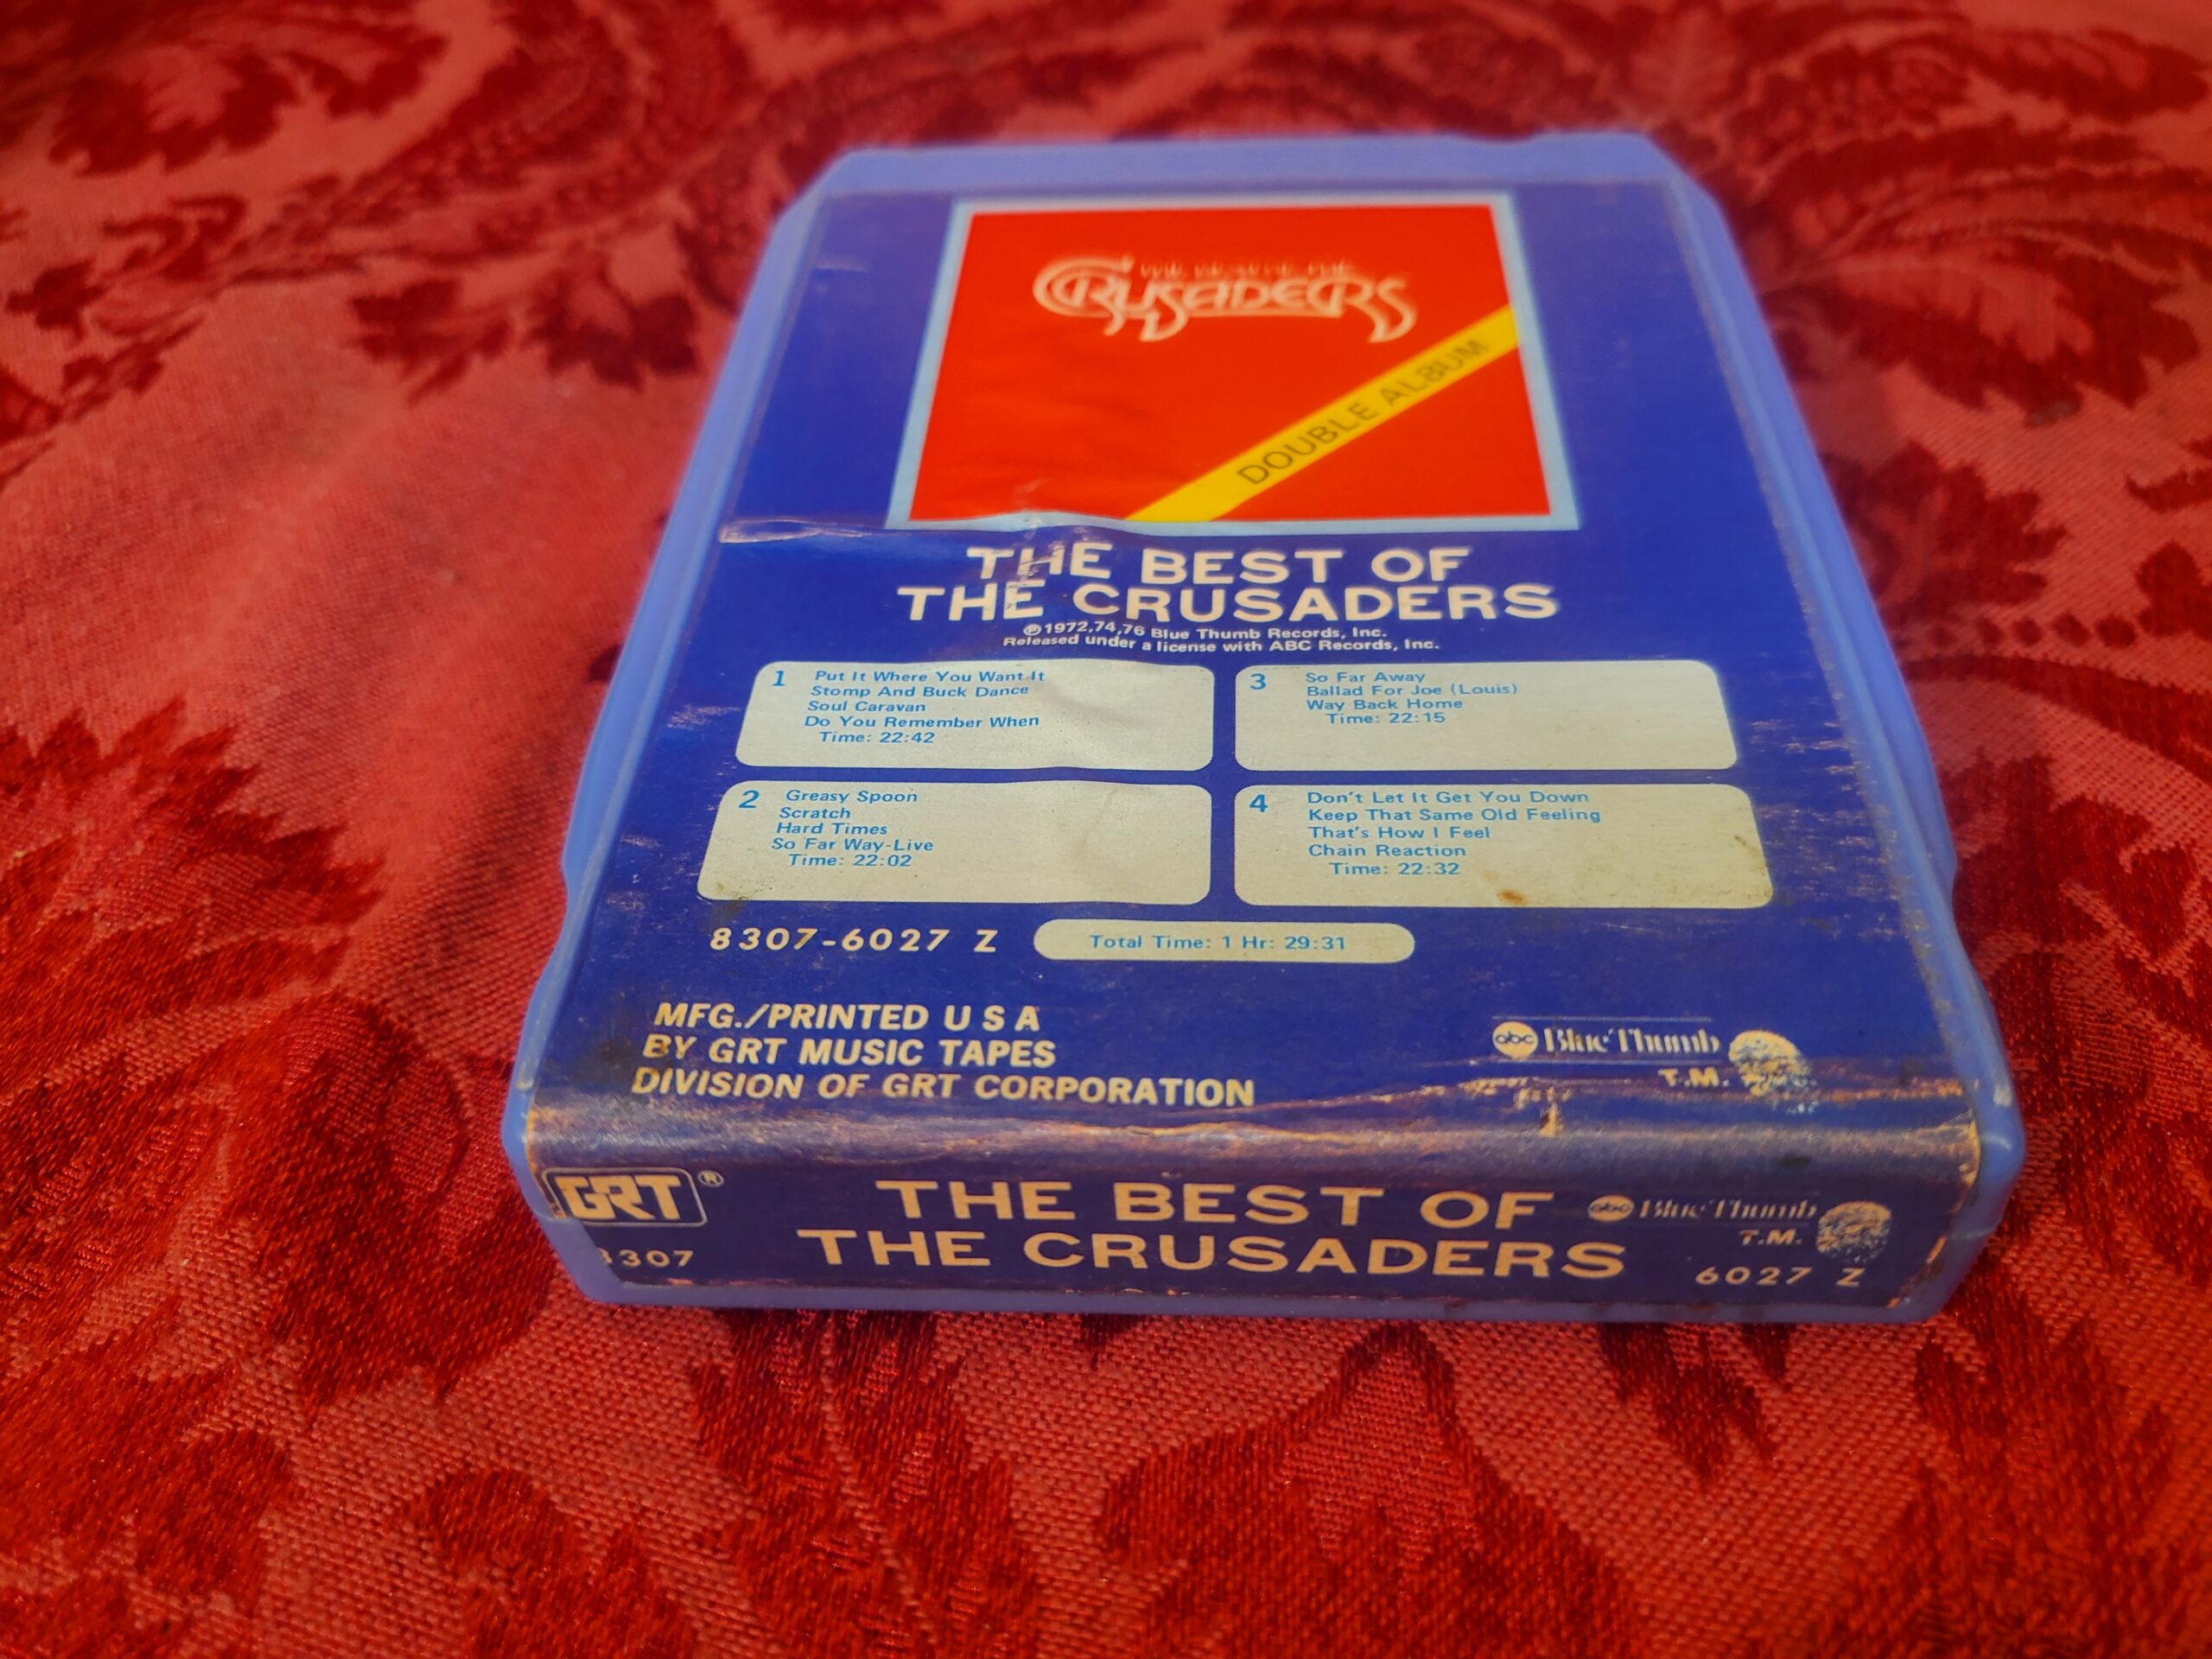 CRUSADERS
DOUBLE ALBUM
THE BEST OF
THE CRUSADERS
℗1972,74,76 Blue Thumb Records, Inc.
Released under a license with ABC Records, Inc.
1 Put It Where You Want It
Stomp And Buck Dance
Soul Caravan
Do You Remember When
Time: 22:42
2 Greasy Spoon
Scratch
Hard Times
So Far Way-Live
Time: 22:02
3 So Far Away
Ballad For Joe (Louis)
Way Back Home
Time: 22:15
4 Don't Let It Get You Down
Keep That Same Old Feeling
That's How I Feel
Chain Reaction
Time: 22:32
8307-6027 Z
Total Time: 1 Hr: 29:31
MFG./PRINTED U S A
BY GRT MUSIC TAPES
DIVISION OF GRT CORPORATION
abc Blue Thumb
T.M.
GRT®
8307
THE BEST OF
THE CRUSADERS
abc Blue Thumb
T.M.
6027 Z